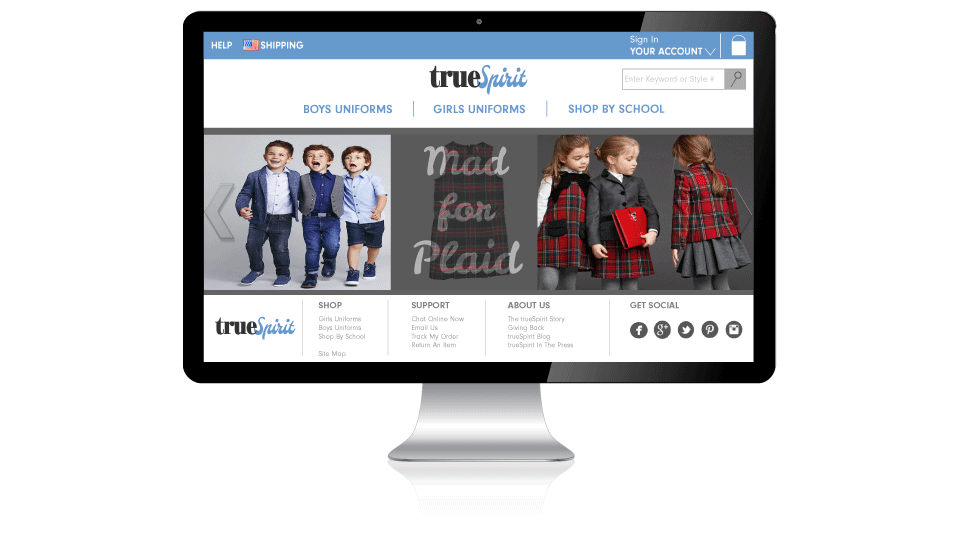 HELP SHIPPING
Sign In
YOUR ACCOUNT
trueSpirit
Enter Keyword or Style #
BOYS UNIFORMS GIRLS UNIFORMS SHOP BY SCHOOL
Mad
for
Plaid
trueSpirit
SHOP
Girls Uniforms
Boys Uniforms
Shop By School
Site Map
SUPPORT
Chat Online Now
Email Us
Track My Order
Return An Item
ABOUT US
The trueSpirit Story
Giving Back
trueSpirit Blog
trueSpirit In The Press
GET SOCIAL
f
g+